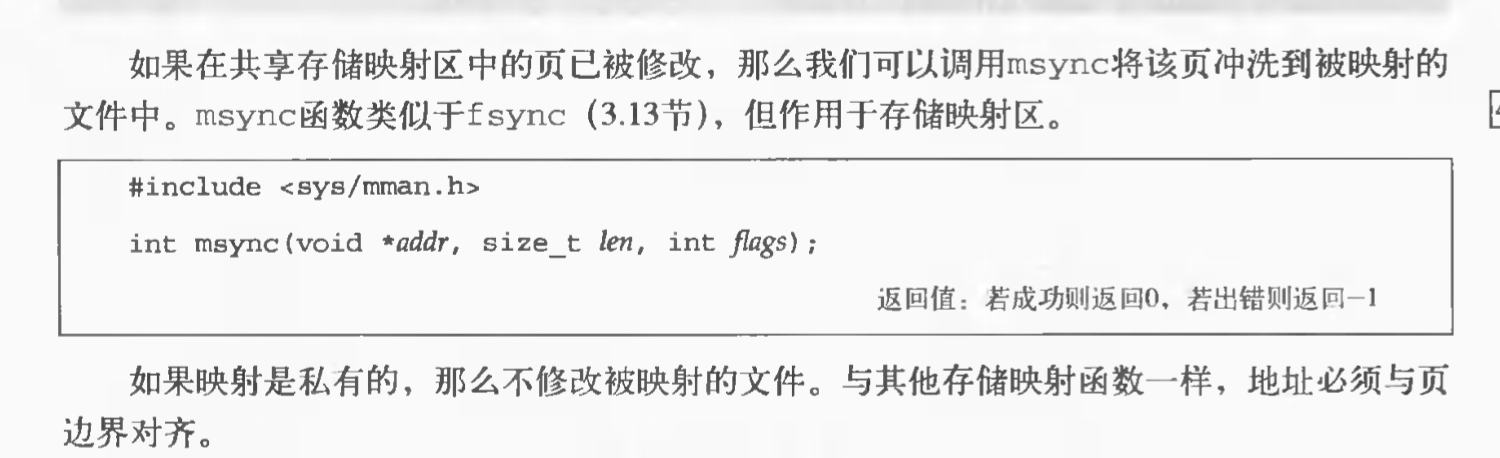 如果在共享存储映射区中的页已被修改，那么我们可以调用msync将该页冲洗到被映射的
文件中。msync函数类似于fsync（3.13节），但作用于存储映射区。
#include <sys/mman.h>
int msync(void *addr, size_t len, int flags);
返回值：若成功则返回0，若出错则返回−1
如果映射是私有的，那么不修改被映射的文件。与其他存储映射函数一样，地址必须与页
边界对齐。